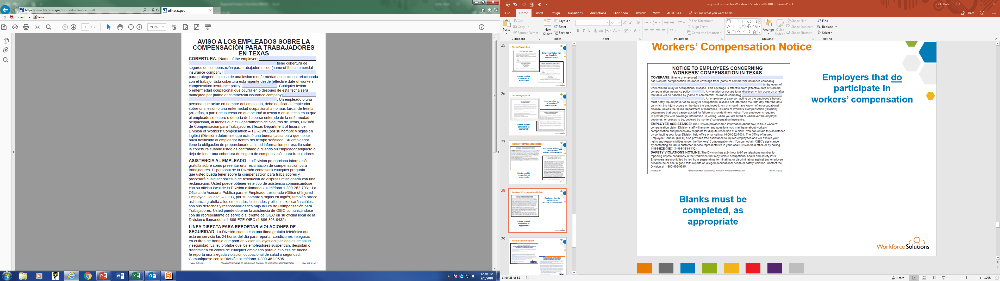 https://www.tdi.texas.gov/forms/dwc/notice6s.pdf
tdi.texas.gov
Convert
Select
1 / 2
59.2%
AVISO A LOS EMPLEADOS SOBRE LA
COMPENSACIÓN PARA TRABAJADORES
EN TEXAS
COBERTURA: [Name of the employer]
tiene cobertura de
seguros de compensación para trabajadores con [name of the commercial
insurance company]
para protegerle en caso de una lesión o enfermedad ocupacional relacionada
con el trabajo. Esta cobertura está vigente desde [effective date of workers'
compensation insurance policy] . Cualquier lesión
o enfermedad ocupacional que ocurra en o después de esta fecha será
manejada por [name of commercial insurance company]
. Un empleado o una
persona que actúe en nombre del empleado, debe notificar al empleador
sobre una lesión o una enfermedad ocupacional a no más tardar de treinta
(30) días, a partir de la fecha en que ocurrió la lesión o en la fecha en la que
el empleado se enteró o debería de haberse enterado de la enfermedad
ocupacional, al menos que el Departamento de Seguros de Texas, División
de Compensación para Trabajadores (Texas Department of Insurance,
Division of Workers' Compensation – TDI-DWC, por su nombre y siglas en
inglés) (División) determine que existió una buena causa para que no se
haya notificado al empleador dentro del tiempo señalado. Su empleador
tiene la obligación de proporcionarle a usted información por escrito sobre
la cobertura cuando usted es contratado o cuando su empleador adquiere o
deja de tener una cobertura de seguro de compensación para trabajadores.
ASISTENCIA AL EMPLEADO: La División proporciona información
gratuita sobre cómo presentar una reclamación de compensación para
trabajadores. El personal de la División contestará cualquier pregunta
que usted pueda tener sobre la compensación para trabajadores y
procesará cualquier solicitud de resolución de disputas relacionada con una
reclamación. Usted puede obtener este tipo de asistencia comunicándose
con su oficina local de la División o llamando al teléfono 1-800-252-7031. La
Oficina de Asesoría Pública para el Empleado Lesionado (Office of Injured
Employee Counsel – OIEC, por su nombre y siglas en inglés) también ofrece
asistencia gratuita a los empleados lesionados y ellos le explicarán cuáles
son sus derechos y responsabilidades bajo la Ley de Compensación para
Trabajadores. Usted puede obtener la asistencia de OIEC comunicándose
con un representante de servicio al cliente de OIEC en su oficina local de la
División o llamando al 1-866-EZE-OIEC (1-866-393-6432).
LÍNEA DIRECTA PARA REPORTAR VIOLACIONES DE
SEGURIDAD: La División cuenta con una línea gratuita telefónica que
está en servicio las 24 horas del día para reportar condiciones inseguras
en el área de trabajo que podrían violar las leyes ocupacionales de salud
y seguridad. La ley prohíbe que los empleadores suspendan, despidan o
discriminen en contra de cualquier empleado porque él o ella de buena
fe reporta una alegada violación ocupacional de salud o seguridad.
Comuníquese con la División al teléfono 1-800-452-9595.
Notice 6 (01/13) TEXAS DEPARTMENT OF INSURANCE, DIVISION OF WORKERS' COMPENSATION Rule 110.101(e)(1)
12:50 PM
9/5/2018
Required Posters for Workforce Solutions 083018 - PowerPoint
Cook, Bobi
File Home Insert Design Transitions Animations Slide Show Review View ACROBAT Tell me what you want to do
Share
Paste
Cut
Copy
Format Painter
Clipboard
New
Slide
Layout
Reset
Section
Slides
22
Font
Text Direction
Align Text
Convert to SmartArt
Paragraph
Arrange
Quick
Styles
Shape Fill
Shape Outline
Shape Effects
Drawing
Find
Replace
Select
Editing
25
Texas Payday Law
Employers that do not
participate in
unemployment
Blanks must be
completed, as
appropriate
26
Texas Payday Law
Employers that do
participate in
unemployment
Blanks must be
completed, as
appropriate
27
Workers' Compensation Notice
Employers that do not
participate in
workers' compensation
Blanks must be
completed, as
appropriate
28
Workers' Compensation Notice
Employers that do
participate in
workers' compensation
Blanks must be
completed, as
appropriate
29
Ombudsman Program
oiec
Workers' Compensation Notice
NOTICE TO EMPLOYEES CONCERNING
WORKERS' COMPENSATION IN TEXAS
COVERAGE: [Name of employer]
has workers' compensation insurance coverage from [name of commercial insurance company]
in the event of
work-related injury or occupational disease. This coverage is effective from [effective date of workers'
compensation insurance policy] . Any injuries or occupational diseases which occur on or after
that date will be handled by [name of commercial insurance company]
. An employee or a person acting on the employee's behalf,
must notify the employer of an injury or occupational disease not later than the 30th day after the date
on which the injury occurs or the date the employee knew or should have known of an occupational
disease, unless the Texas Department of Insurance, Division of Workers' Compensation (Division)
determines that good cause existed for failure to provide timely notice. Your employer is required
to provide you with coverage information, in writing, when you are hired or whenever the employer
becomes, or ceases to be, covered by workers' compensation insurance.
EMPLOYEE ASSISTANCE: The Division provides free information about how to file a workers'
compensation claim. Division staff will answer any questions you may have about workers'
compensation and process any requests for dispute resolution of a claim. You can obtain this assistance
by contacting your local Division field office or by calling 1-800-252-7031. The Office of Injured
Employee Counsel (OIEC) also provides free assistance to injured employees and will explain your
rights and responsibilities under the Workers' Compensation Act. You can obtain OIEC's assistance
by contacting an OIEC customer service representative in your local Division field office or by calling
1-866-EZE-OIEC (1-866-393-6432).
SAFETY VIOLATIONS HOTLINE: The Division has a 24 hour toll-free telephone number for
reporting unsafe conditions in the workplace that may violate occupational health and safety laws.
Employers are prohibited by law from suspending, terminating, or discriminating against any employee
because he or she in good faith reports an alleged occupational health or safety violation. Contact the
Division at 1-800-452-9595.
Notice 6 (01/13) TEXAS DEPARTMENT OF INSURANCE, DIVISION OF WORKERS' COMPENSATION Rule 110.101(e)(1)
Employers that do
participate in
workers' compensation
Blanks must be
completed, as
appropriate
Workforce Solutions
Slide 28 of 32
Notes
120%